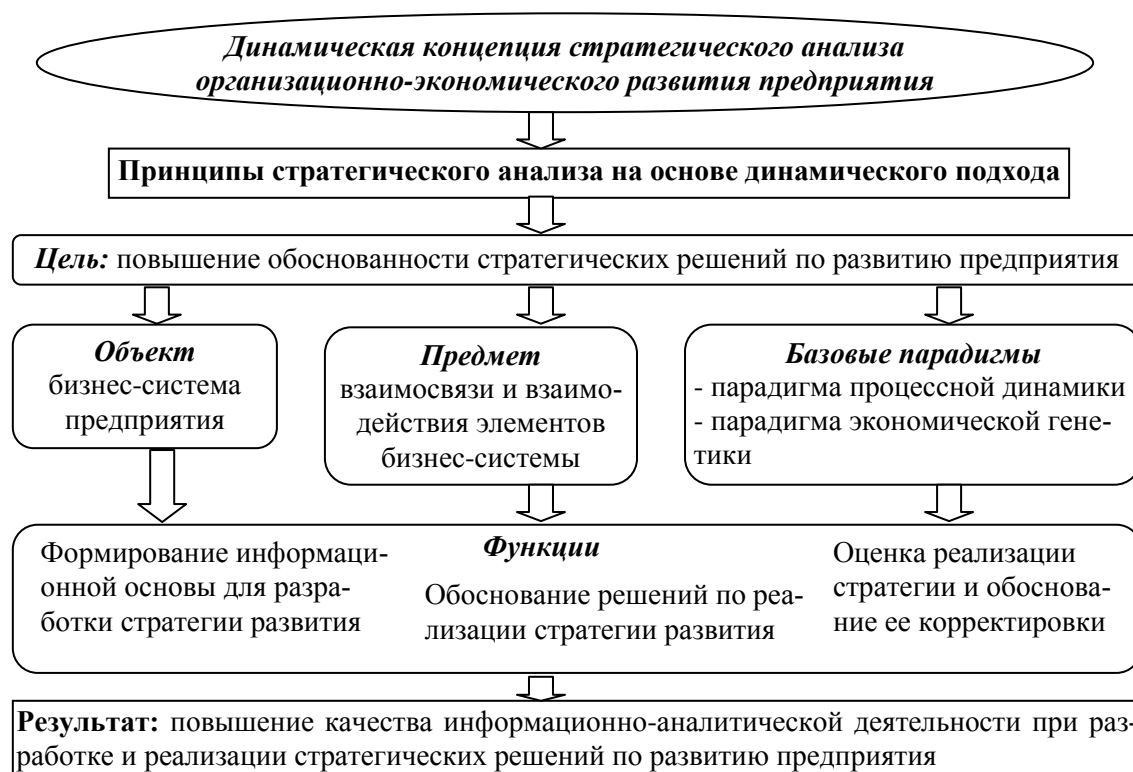 Динамическая концепция стратегического анализа
организационно-экономического развития предприятия
Принципы стратегического анализа на основе динамического подхода
Цель: повышение обоснованности стратегических решений по развитию предприятия
Объект
бизнес-система
предприятия
Предмет
взаимосвязи и взаимо-
действия элементов
бизнес-системы
Базовые парадигмы
- парадигма процессной динамики
- парадигма экономической гене-
тики
Функции
Формирование информаци-
онной основы для разра-
ботки стратегии развития
Обоснование решений по ре-
ализации стратегии развития
Оценка реализации
стратегии и обоснова-
ние ее корректировки
Результат: повышение качества информационно-аналитической деятельности при раз-
работке и реализации стратегических решений по развитию предприятия